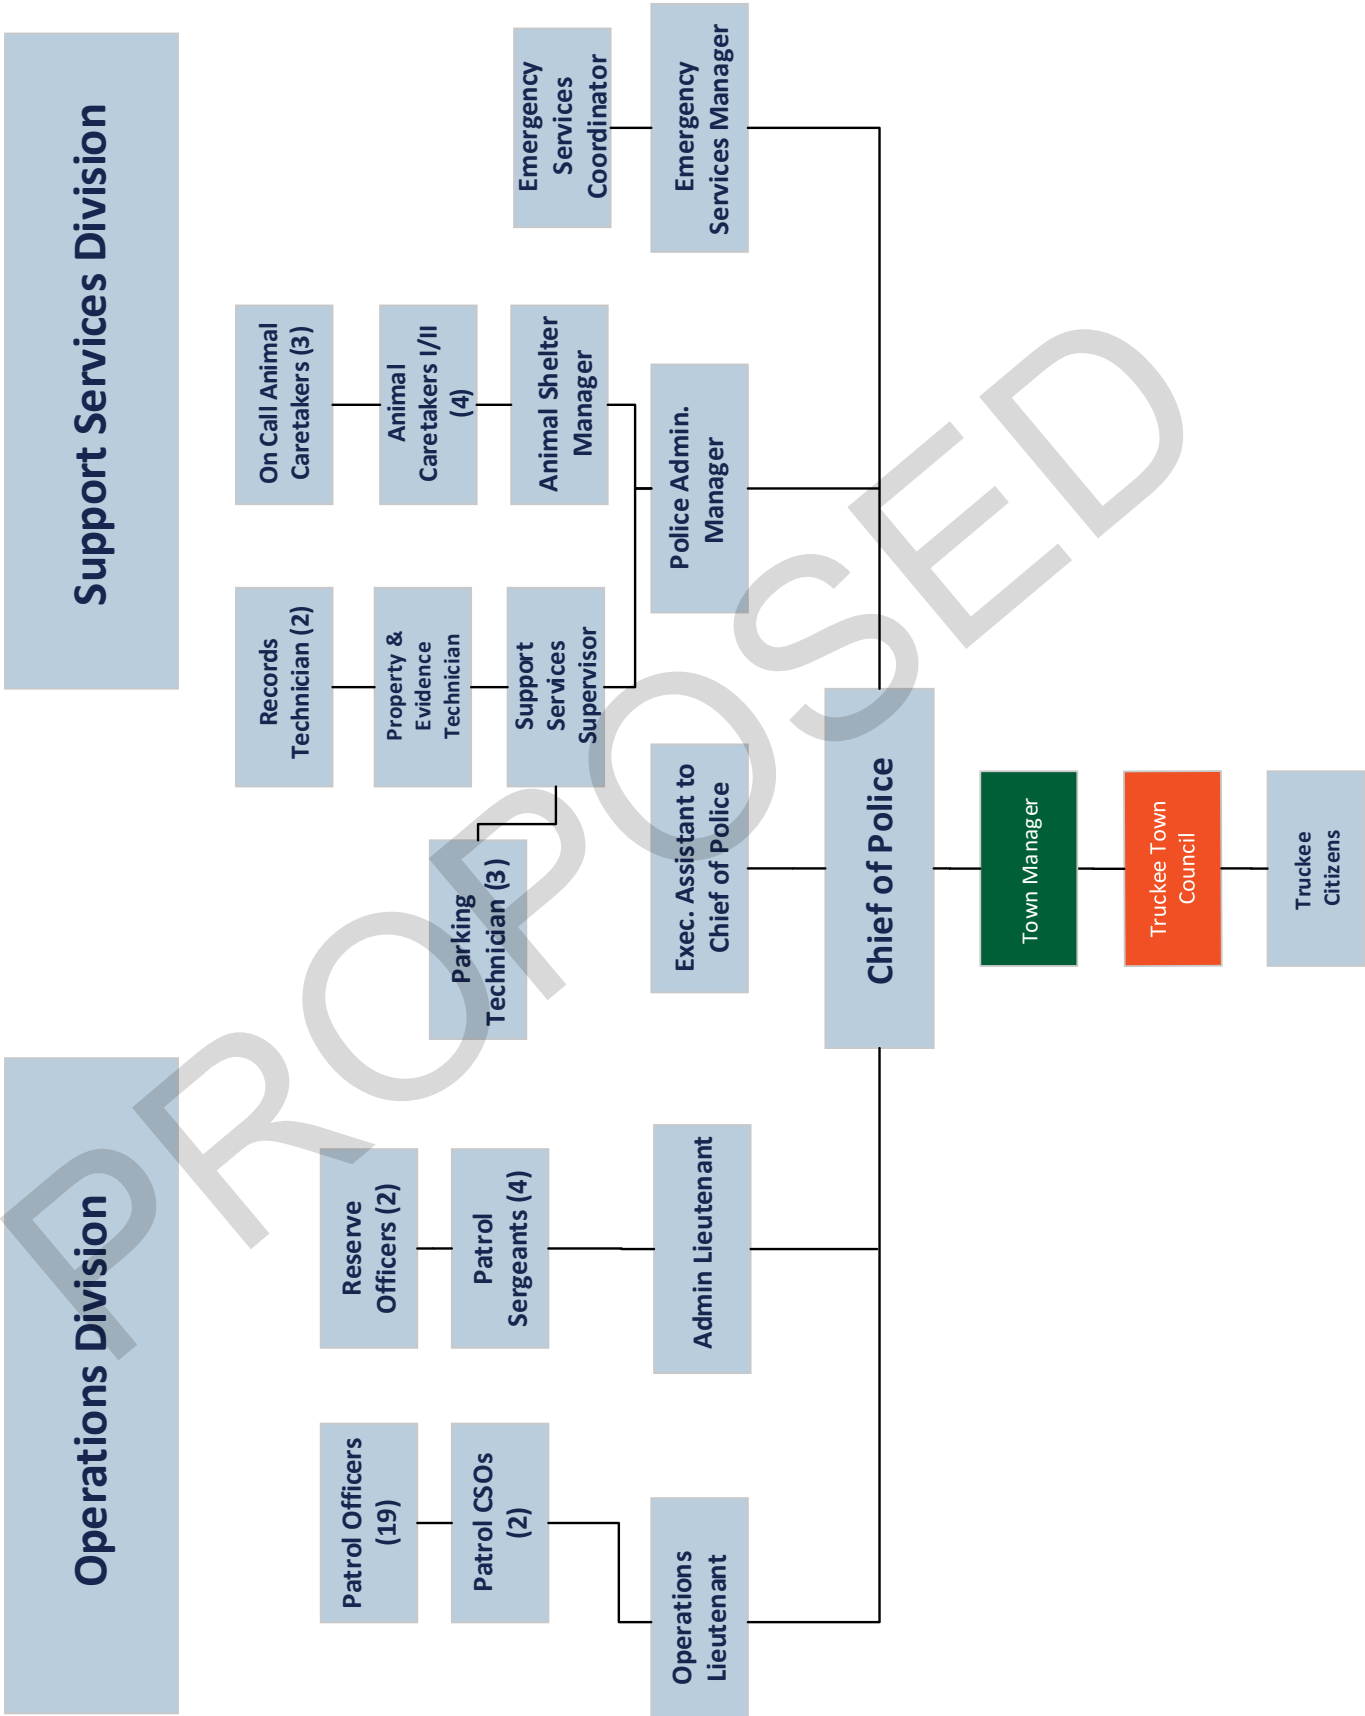 Operations Division
Support Services Division
Patrol Officers
(19)
Reserve
Officers (2)
Records
Technician (2)
On Call Animal
Caretakers (3)
Patrol CSOs
(2)
Patrol
Sergeants (4)
Parking
Technician (3)
Property &
Evidence
Technician
Animal
Caretakers I/II
(4)
Support
Services
Supervisor
Animal Shelter
Manager
Emergency
Services
Coordinator
Operations
Lieutenant
Admin Lieutenant
Exec. Assistant to
Chief of Police
Police Admin.
Manager
Emergency
Services Manager
Chief of Police
Town Manager
Truckee Town
Council
Truckee
Citizens
PROPOSED